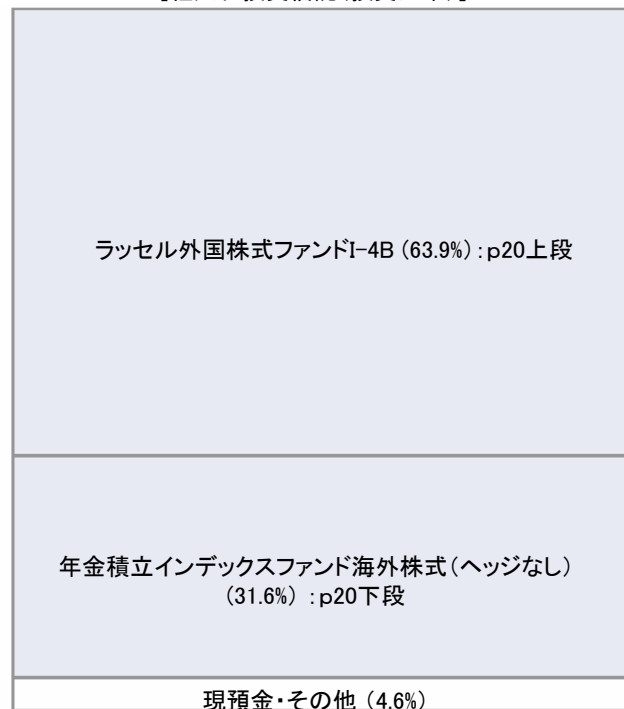 ラッセル外国株式ファンドI-4B (63.9%)：p20上段
年金積立インデックスファンド海外株式(ヘッジなし)
(31.6%) ：p20下段
現預金・その他 (4.6%)